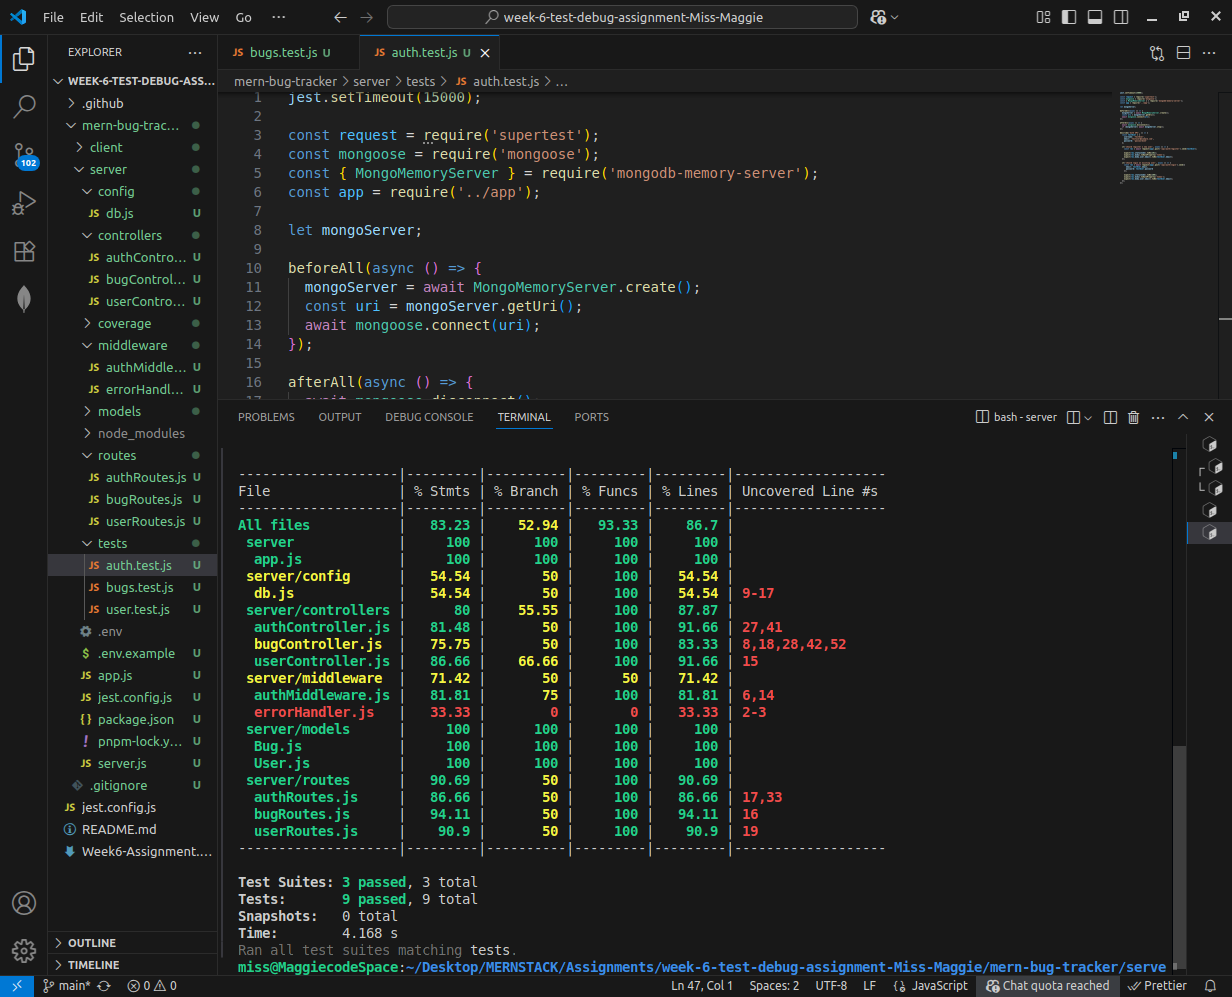 File Edit Selection View Go ··· week-6-test-debug-assignment-Miss-Maggie
EXPLORER ···
WEEK-6-TEST-DEBUG-ASS...
.github
mern-bug-trac...
client
server
config
JS db.js U
controllers
JS authContro... U
JS bugControl... U
JS userContro... U
coverage
middleware
JS authMiddle... U
JS errorHandl... U
models
node_modules
routes
JS authRoutes.js U
JS bugRoutes.js U
JS userRoutes.js U
tests
JS auth.test.js U
JS bugs.test.js U
JS user.test.js U
.env
$ .env.example U
JS app.js U
JS jest.config.js U
{} package.json U
! pnpm-lock.y... U
JS server.js U
.gitignore U
JS jest.config.js
README.md
Week6-Assignment....
OUTLINE
TIMELINE
102
JS bugs.test.js U JS auth.test.js U
mern-bug-tracker > server > tests > JS auth.test.js > ...
1 jest.setTimeout(15000);
2
3 const request = require('supertest');
4 const mongoose = require('mongoose');
5 const { MongoMemoryServer } = require('mongodb-memory-server');
6 const app = require('../app');
7
8 let mongoServer;
9
10 beforeAll(async () => {
11 mongoServer = await MongoMemoryServer.create();
12 const uri = mongoServer.getUri();
13 await mongoose.connect(uri);
14 });
15
16 afterAll(async () => {
17 await mongoose.disconnect();
PROBLEMS OUTPUT DEBUG CONSOLE TERMINAL PORTS bash - server
--------------------|---------|----------|---------|---------|-------------------
File | % Stmts | % Branch | % Funcs | % Lines | Uncovered Line #s
--------------------|---------|----------|---------|---------|-------------------
All files | 83.23 | 52.94 | 93.33 | 86.7 |
server | 100 | 100 | 100 | 100 |
app.js | 100 | 100 | 100 | 100 |
server/config | 54.54 | 50 | 100 | 54.54 |
db.js | 54.54 | 50 | 100 | 54.54 | 9-17
server/controllers | 80 | 55.55 | 100 | 87.87 |
authController.js | 81.48 | 50 | 100 | 91.66 | 27,41
bugController.js | 75.75 | 50 | 100 | 83.33 | 8,18,28,42,52
userController.js | 86.66 | 66.66 | 100 | 91.66 | 15
server/middleware | 71.42 | 50 | 50 | 71.42 |
authMiddleware.js | 81.81 | 75 | 100 | 81.81 | 6,14
errorHandler.js | 33.33 | 0 | 0 | 33.33 | 2-3
server/models | 100 | 100 | 100 | 100 |
Bug.js | 100 | 100 | 100 | 100 |
User.js | 100 | 100 | 100 | 100 |
server/routes | 90.69 | 50 | 100 | 90.69 |
authRoutes.js | 86.66 | 50 | 100 | 86.66 | 17,33
bugRoutes.js | 94.11 | 50 | 100 | 94.11 | 16
userRoutes.js | 90.9 | 50 | 100 | 90.9 | 19
--------------------|---------|----------|---------|---------|-------------------
Test Suites: 3 passed, 3 total
Tests: 9 passed, 9 total
Snapshots: 0 total
Time: 4.168 s
Ran all test suites matching tests.
miss@MaggiecodeSpace:~/Desktop/MERNSTACK/Assignments/week-6-test-debug-assignment-Miss-Maggie/mern-bug-tracker/serve
main* 0 0 Ln 47, Col 1 Spaces: 2 UTF-8 LF {} JavaScript Chat quota reached Prettier